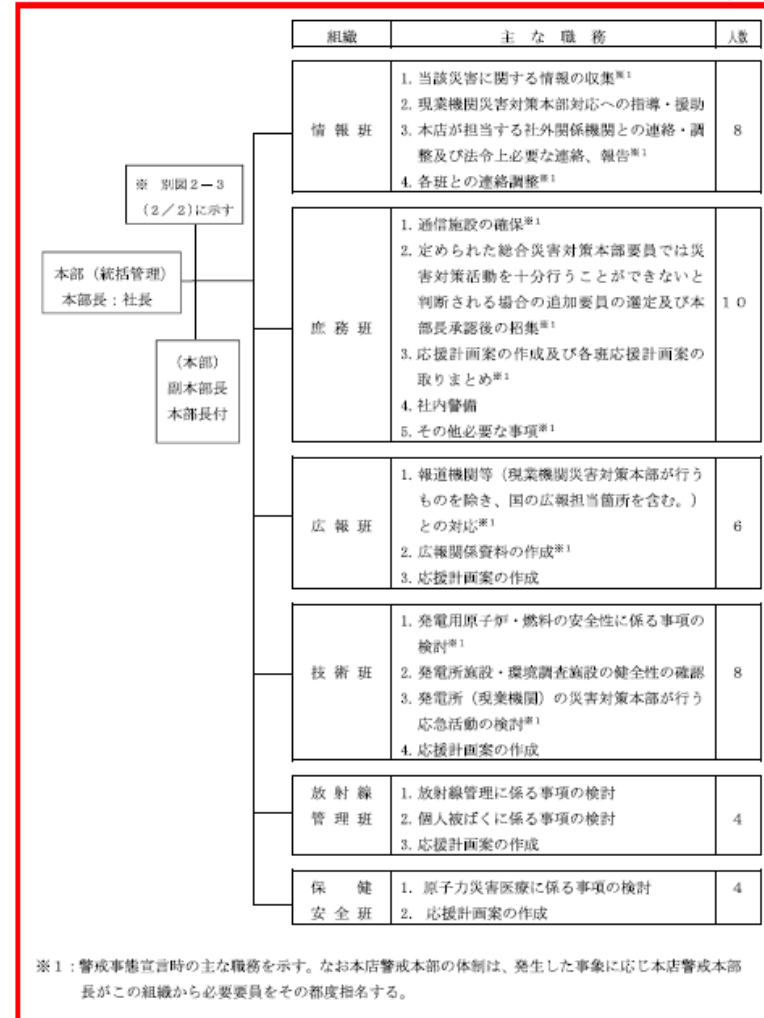 組織 主な職務 人数
情報班
1. 当該災害に関する情報の収集※1
2. 現業機関災害対策本部対応への指導・援助
3. 本店が担当する社外関係機関との連絡・調
整及び法令上必要な連絡、報告※1
4. 各班との連絡調整※1
8
※ 別図2-3
(2/2)に示す
本部(統括管理)
本部長:社長
(本部)
副本部長
本部長付
庶務班
1. 通信施設の確保※1
2. 定められた総合災害対策本部要員では災
害対策活動を十分行うことができないと
判断される場合の追加要員の選定及び本
部長承認後の招集※1
3. 応援計画案の作成及び各班応援計画案の
取りまとめ※1
4. 社内警備
5. その他必要な事項※1
10
広報班
1. 報道機関等(現業機関災害対策本部が行う
ものを除き、国の広報担当箇所を含む。)
との対応※1
2. 広報関係資料の作成※1
3. 応援計画案の作成
6
技術班
1. 発電用原子炉・燃料の安全性に係る事項の
検討※1
2. 発電所施設・環境調査施設の健全性の確認
3. 発電所(現業機関)の災害対策本部が行う
応急活動の検討※1
4. 応援計画案の作成
8
放射線
管理班
1. 放射線管理に係る事項の検討
2. 個人被ばくに係る事項の検討
3. 応援計画案の作成
4
保健
安全班
1. 原子力災害医療に係る事項の検討
2. 応援計画案の作成
4
※1:警戒事態宣言時の主な職務を示す。なお本店警戒本部の体制は、発生した事象に応じ本店警戒本部
長がこの組織から必要要員をその都度指名する。